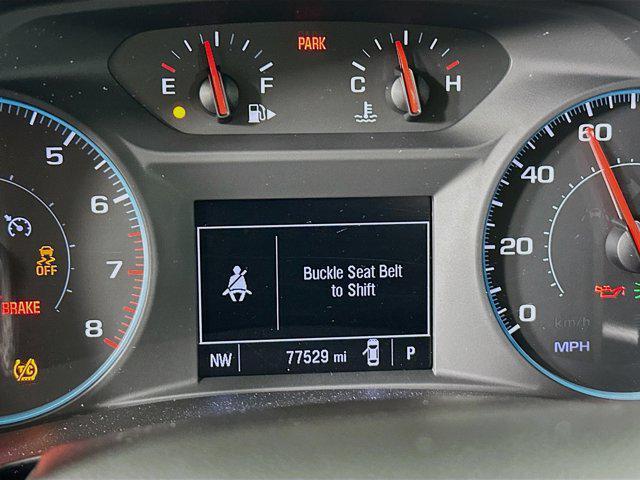 PARK
E F
C H
5
6
7
8
OFF
BRAKE
T/C
Buckle Seat Belt
to Shift
NW 77529 mi P
60
40
20
0
km/h
MPH